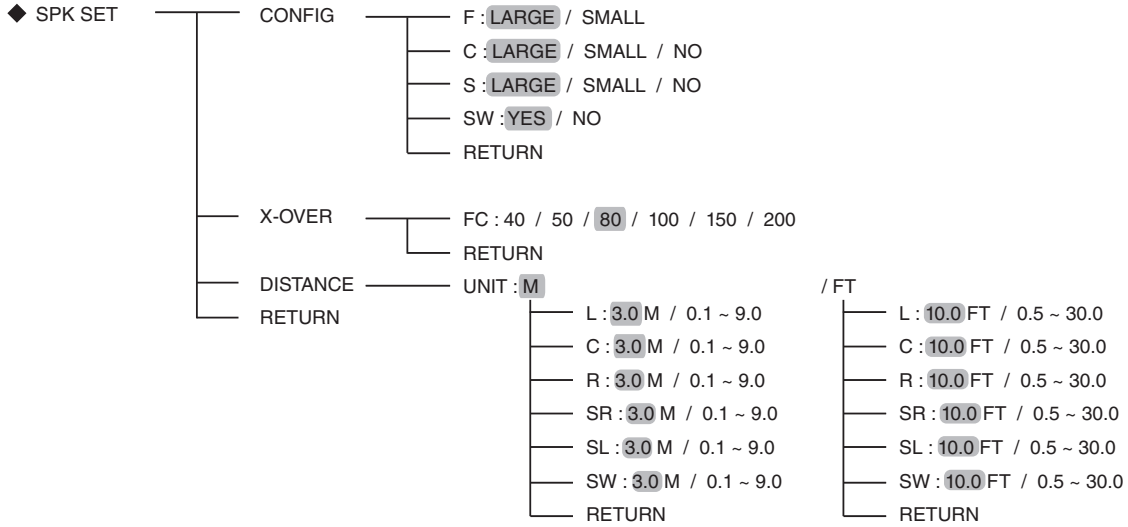 ◆ SPK SET CONFIG F : LARGE / SMALL
C : LARGE / SMALL / NO
S : LARGE / SMALL / NO
SW : YES / NO
RETURN
X-OVER FC : 40 / 50 / 80 / 100 / 150 / 200
RETURN
DISTANCE UNIT : M / FT
RETURN
L : 3.0 M / 0.1 ~ 9.0
C : 3.0 M / 0.1 ~ 9.0
R : 3.0 M / 0.1 ~ 9.0
SR : 3.0 M / 0.1 ~ 9.0
SL : 3.0 M / 0.1 ~ 9.0
SW : 3.0 M / 0.1 ~ 9.0
RETURN
L : 10.0 FT / 0.5 ~ 30.0
C : 10.0 FT / 0.5 ~ 30.0
R : 10.0 FT / 0.5 ~ 30.0
SR : 10.0 FT / 0.5 ~ 30.0
SL : 10.0 FT / 0.5 ~ 30.0
SW : 10.0 FT / 0.5 ~ 30.0
RETURN